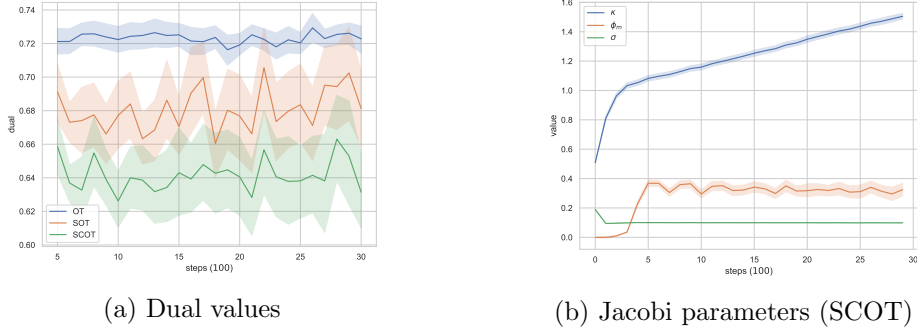 0.74
0.72
0.70
0.68
0.66
0.64
0.62
0.60
dual
OT
SOT
SCOT
5 10 15 20 25 30
steps (100)
(a) Dual values
1.6
1.4
1.2
1.0
0.8
0.6
0.4
0.2
0.0
value
κ
ϕm
σ
0 5 10 15 20 25 30
steps (100)
(b) Jacobi parameters (SCOT)